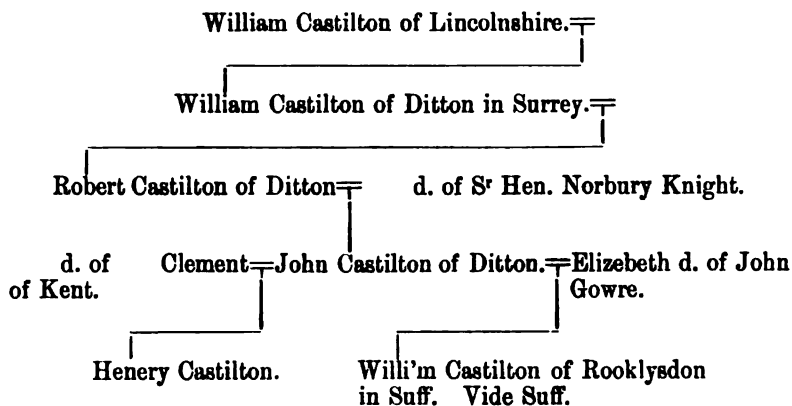 William Castilton of Lincolnshire.
William Castilton of Ditton in Surrey.
Robert Castilton of Ditton d. of Sr Hen. Norbury Knight.
d. of Clement John Castilton of Ditton. Elizebeth d. of John
of Kent. Gowre.
Henery Castilton. Willi'm Castilton of Rooklysdon
in Suff. Vide Suff.